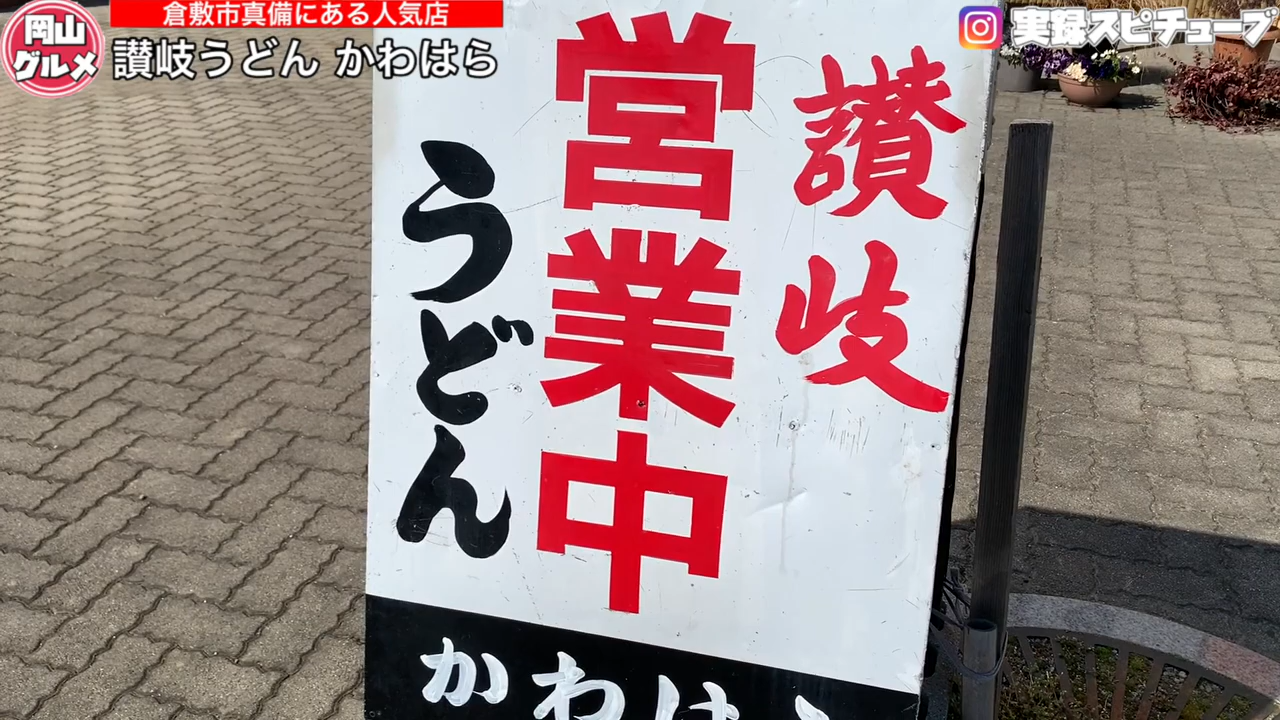 岡山
グルメ
倉敷市真備にある人気店
讃岐うどん かわはら
実録スピチューブ
讃岐
営業中
うどん
かわはら